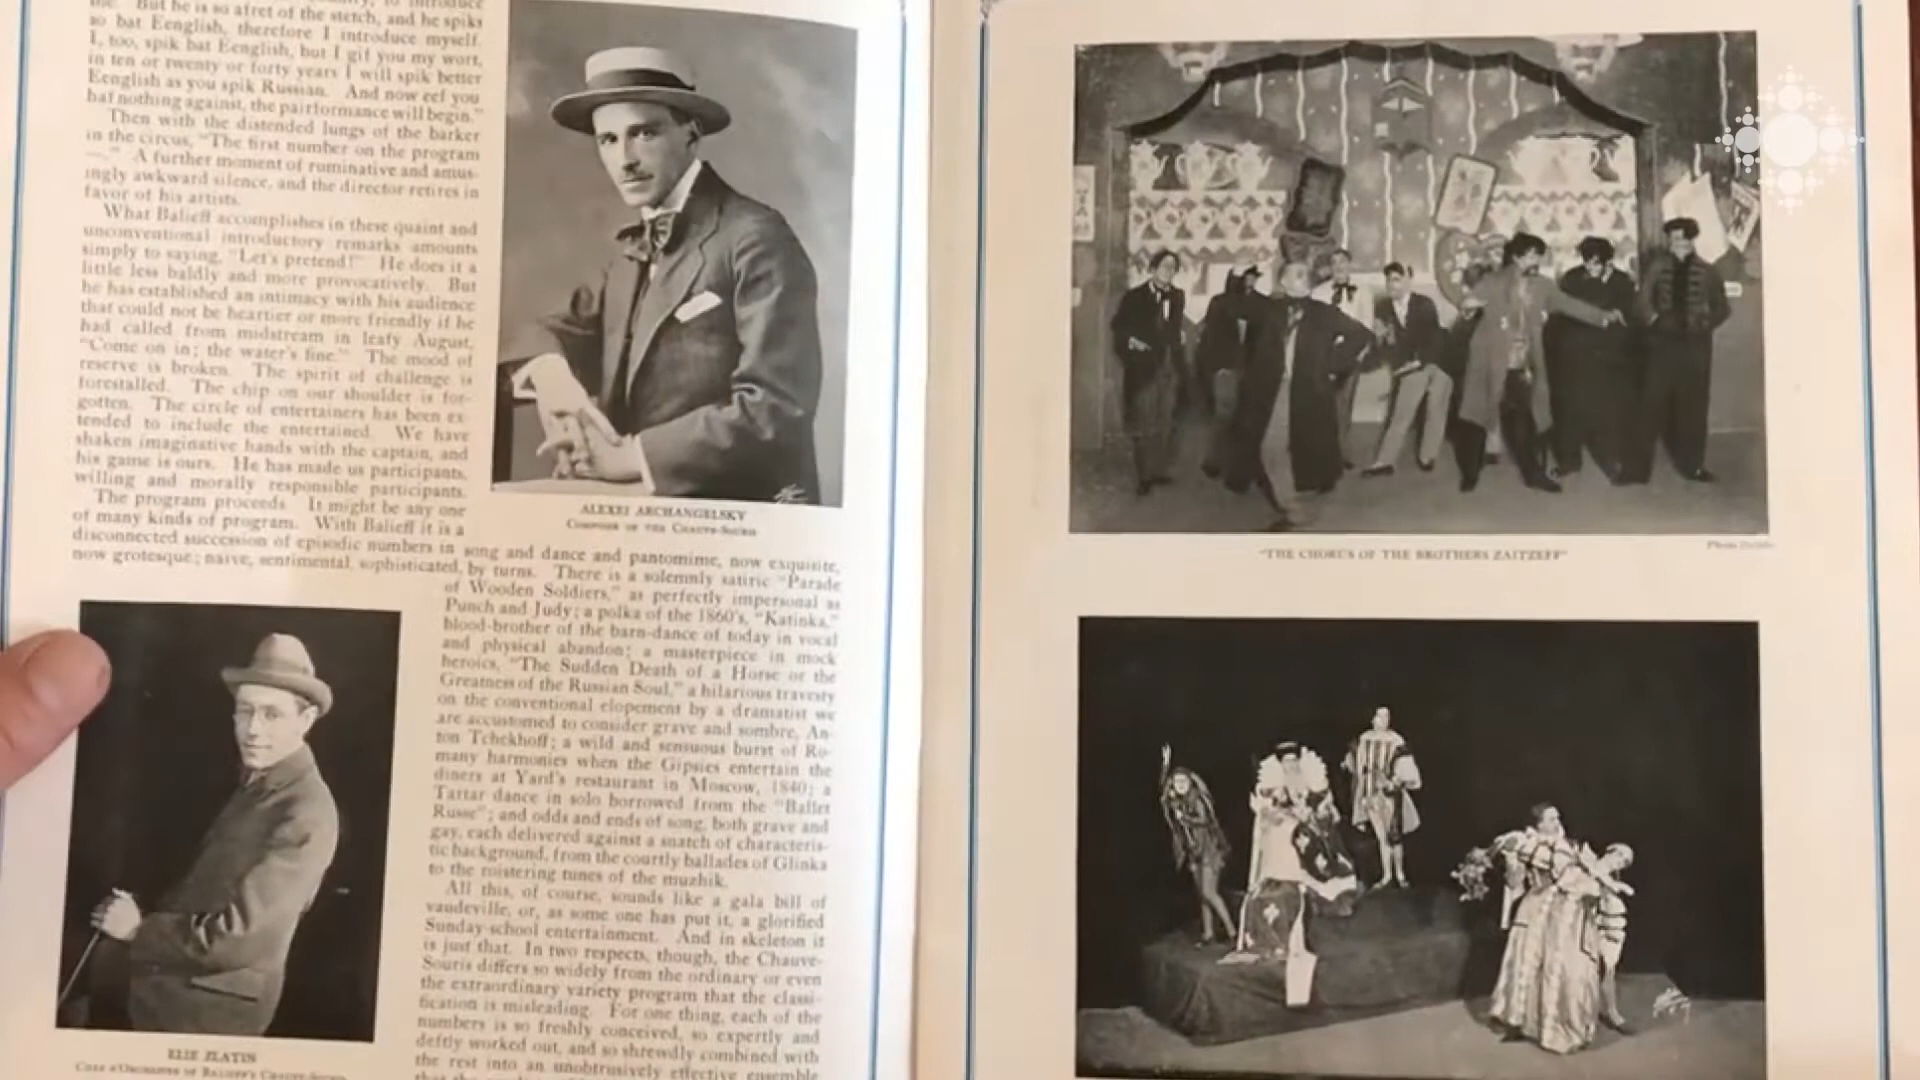 me. But he is so afret of the stetch, and he spiks
so bat Eenglish, therefore I introduce myself.
I, too, spik bat Eenglish, but I gif you my wort,
in ten or twenty or forty years I will spik better
Eenglish as you spik Russian. And now eef you
haf nothing against, the pairformance will begin."
Then with the distended lungs of the barker
in the circus, "The first number on the program
—." A further moment of ruminative and amus-
ingly awkward silence, and the director retires in
favor of his artists.
What Balieff accomplishes in these quaint and
unconventional introductory remarks amounts
simply to saying, "Let's pretend!" He does it a
little less baldly and more provocatively. But
he has established an intimacy with his audience
that could not be heartier or more friendly if he
had called from midstream in leafy August,
"Come on in; the water's fine." The mood of
reserve is broken. The spirit of challenge is
forestalled. The chip on our shoulder is for-
gotten. The circle of entertainers has been ex-
tended to include the entertained. We have
shaken imaginative hands with the captain, and
his game is ours. He has made us participants,
willing and morally responsible participants.
The program proceeds. It might be any one
of many kinds of program. With Balieff it is a
disconnected succession of episodic numbers in song and dance and pantomime, now exquisite,
now grotesque; naive, sentimental, sophisticated, by turns. There is a solemnly satiric "Parade
of Wooden Soldiers," as perfectly impersonal as
Punch and Judy; a polka of the 1860's, "Katinka,"
blood-brother of the barn-dance of today in vocal
and physical abandon; a masterpiece in mock
heroics, "The Sudden Death of a Horse or the
Greatness of the Russian Soul," a hilarious travesty
on the conventional elopement by a dramatist we
are accustomed to consider grave and sombre, An-
ton Tchekhoff; a wild and sensuous burst of Ro-
many harmonies when the Gipsies entertain the
diners at Yard's restaurant in Moscow, 1840; a
Tartar dance in solo borrowed from the "Ballet
Russe"; and odds and ends of song, both grave and
gay, each delivered against a snatch of characteris-
tic background, from the courtly ballades of Glinka
to the roistering tunes of the muzhik.
All this, of course, sounds like a gala bill of
vaudeville, or, as some one has put it, a glorified
Sunday-school entertainment. And in skeleton it
is just that. In two respects, though, the Chauve-
Souris differs so widely from the ordinary or even
the extraordinary variety program that the classi-
fication is misleading. For one thing, each of the
numbers is so freshly conceived, so expertly and
deftly worked out, and so shrewdly combined with
the rest into an unobtrusively effective ensemble
ALEXEI ARCHANGELSKY
COMPOSER OF THE CHAUVE-SOURIS
ELIE ZLATIN
CHEF D'ORCHESTRE OF BALIEFF'S CHAUVE-SOURIS
Photo
"THE CHORUS OF THE BROTHERS ZAITZEFF"